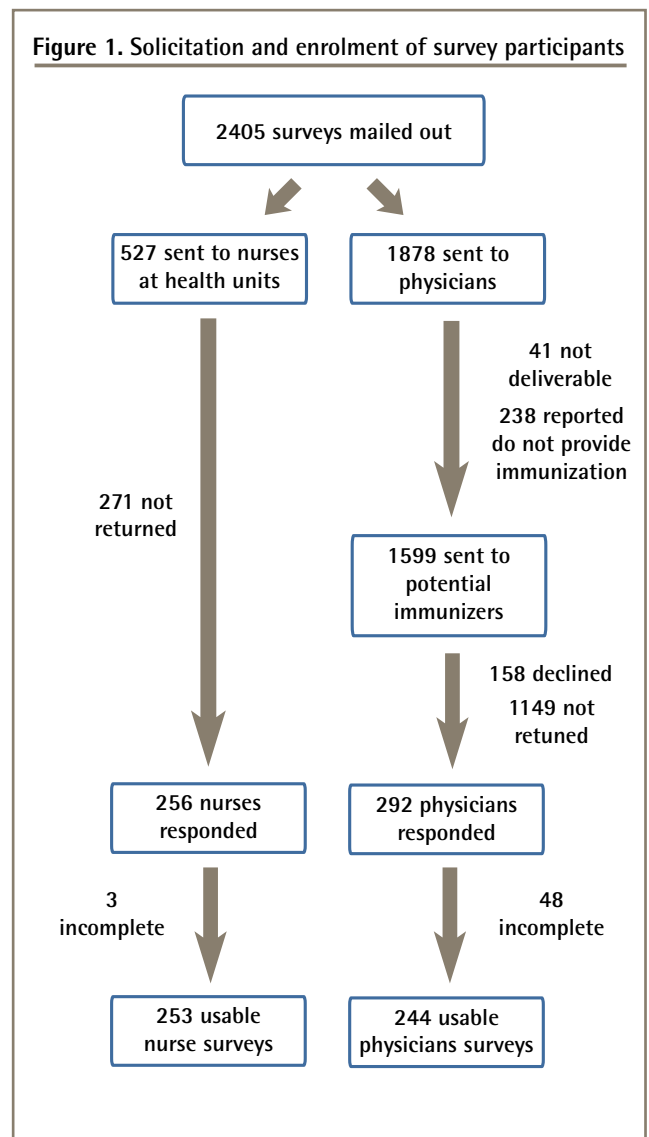 Figure 1. Solicitation and enrolment of survey participants
2405 surveys mailed out
527 sent to nurses
at health units
1878 sent to
physicians
41 not
deliverable
238 reported
do not provide
immunization
271 not
returned
1599 sent to
potential
immunizers
158 declined
1149 not
retuned
256 nurses
responded
292 physicians
responded
3
incomplete
48
incomplete
253 usable
nurse surveys
244 usable
physicians surveys